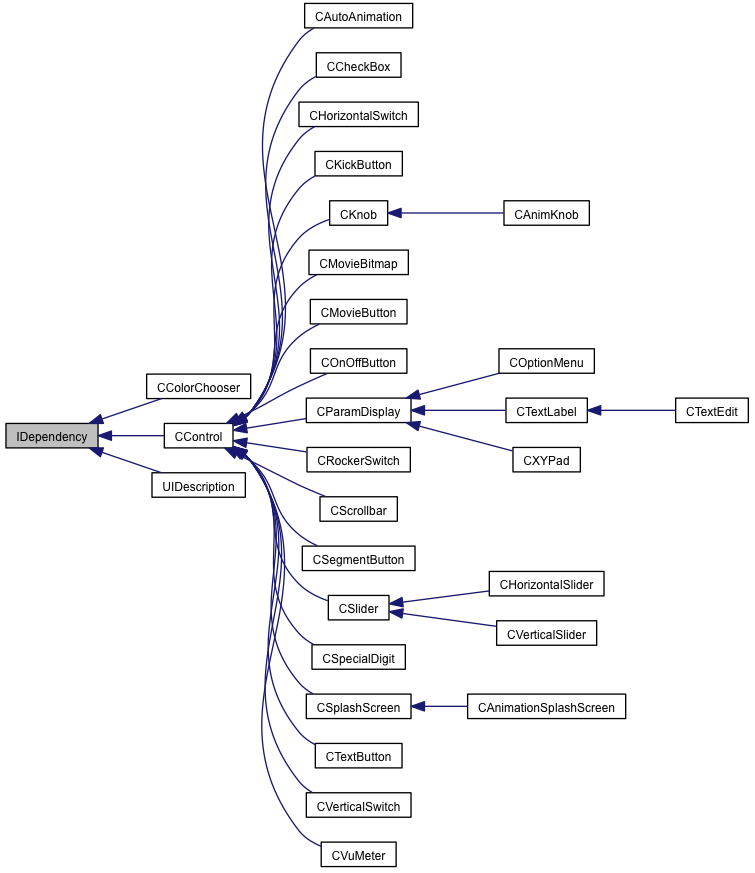 CAutoAnimation
CCheckBox
CHorizontalSwitch
CKickButton
CKnob
CAnimKnob
CMovieBitmap
CMovieButton
COnOffButton
COptionMenu
CColorChooser
CParamDisplay
CTextLabel
CTextEdit
IDependency
CControl
CRockerSwitch
CXYPad
UIDescription
CScrollbar
CSegmentButton
CHorizontalSlider
CSlider
CVerticalSlider
CSpecialDigit
CSplashScreen
CAnimationSplashScreen
CTextButton
CVerticalSwitch
CVuMeter